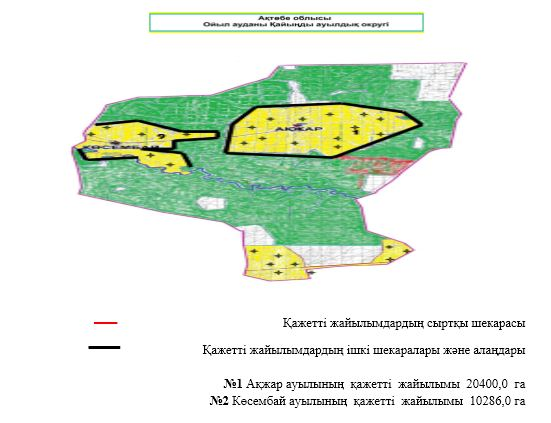 Ақтөбе облысы
Ойыл ауданы Қайыңды ауылдық округі
АҚЖАР
КӨСЕМБАЙ
Қажетті жайылымдардың сыртқы шекарасы
Қажетті жайылымдардың ішкі шекаралары және алаңдары
№1 Ақжар ауылының қажетті жайылымы 20400,0 га
№2 Көсембай ауылының қажетті жайылымы 10286,0 га